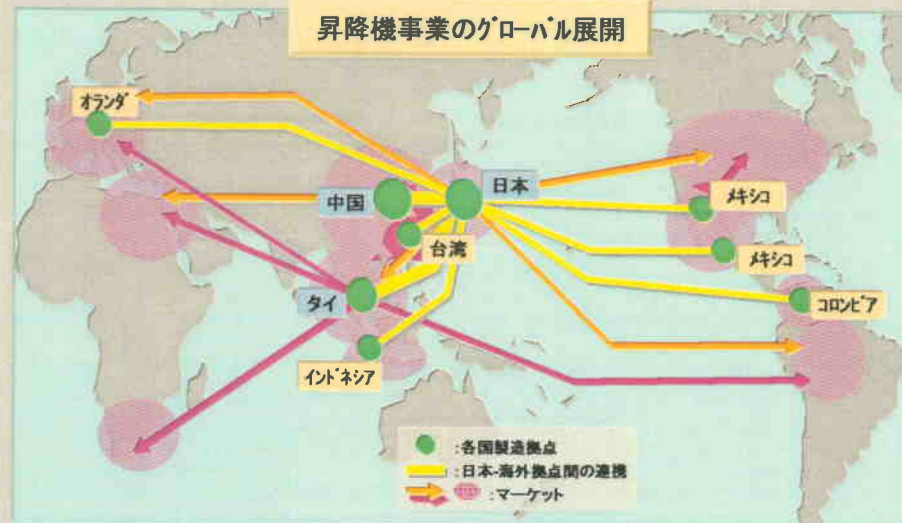 昇降機事業のグローバル展開
オランダ
中国
日本
台湾
タイ
インドネシア
メキシコ
メキシコ
コロンビア
:各国製造拠点
:日本-海外拠点間の連携
:マーケット